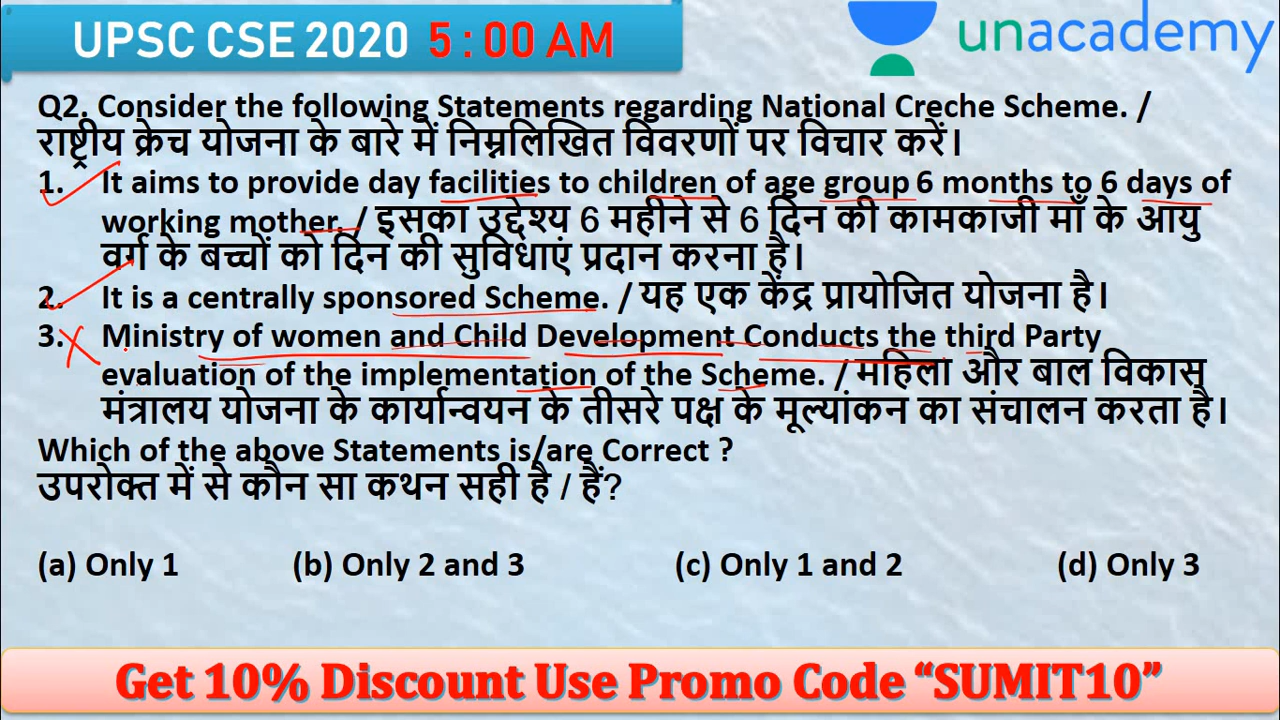 UPSC CSE 2020 5 : 00 AM
unacademy
Q2. Consider the following Statements regarding National Creche Scheme. /
राष्ट्रीय क्रेच योजना के बारे में निम्नलिखित विवरणों पर विचार करें।
1. It aims to provide day facilities to children of age group 6 months to 6 days of
working mother. / इसका उद्देश्य 6 महीने से 6 दिन की कामकाजी माँ के आयु
वर्ग के बच्चों को दिन की सुविधाएं प्रदान करना है।
2. It is a centrally sponsored Scheme. / यह एक केंद्र प्रायोजित योजना है।
3. Ministry of women and Child Development Conducts the third Party
evaluation of the implementation of the Scheme. / महिला और बाल विकास
मंत्रालय योजना के कार्यान्वयन के तीसरे पक्ष के मूल्यांकन का संचालन करता है।
Which of the above Statements is/are Correct ?
उपरोक्त में से कौन सा कथन सही है / हैं?
(a) Only 1 (b) Only 2 and 3 (c) Only 1 and 2 (d) Only 3
Get 10% Discount Use Promo Code “SUMIT10”